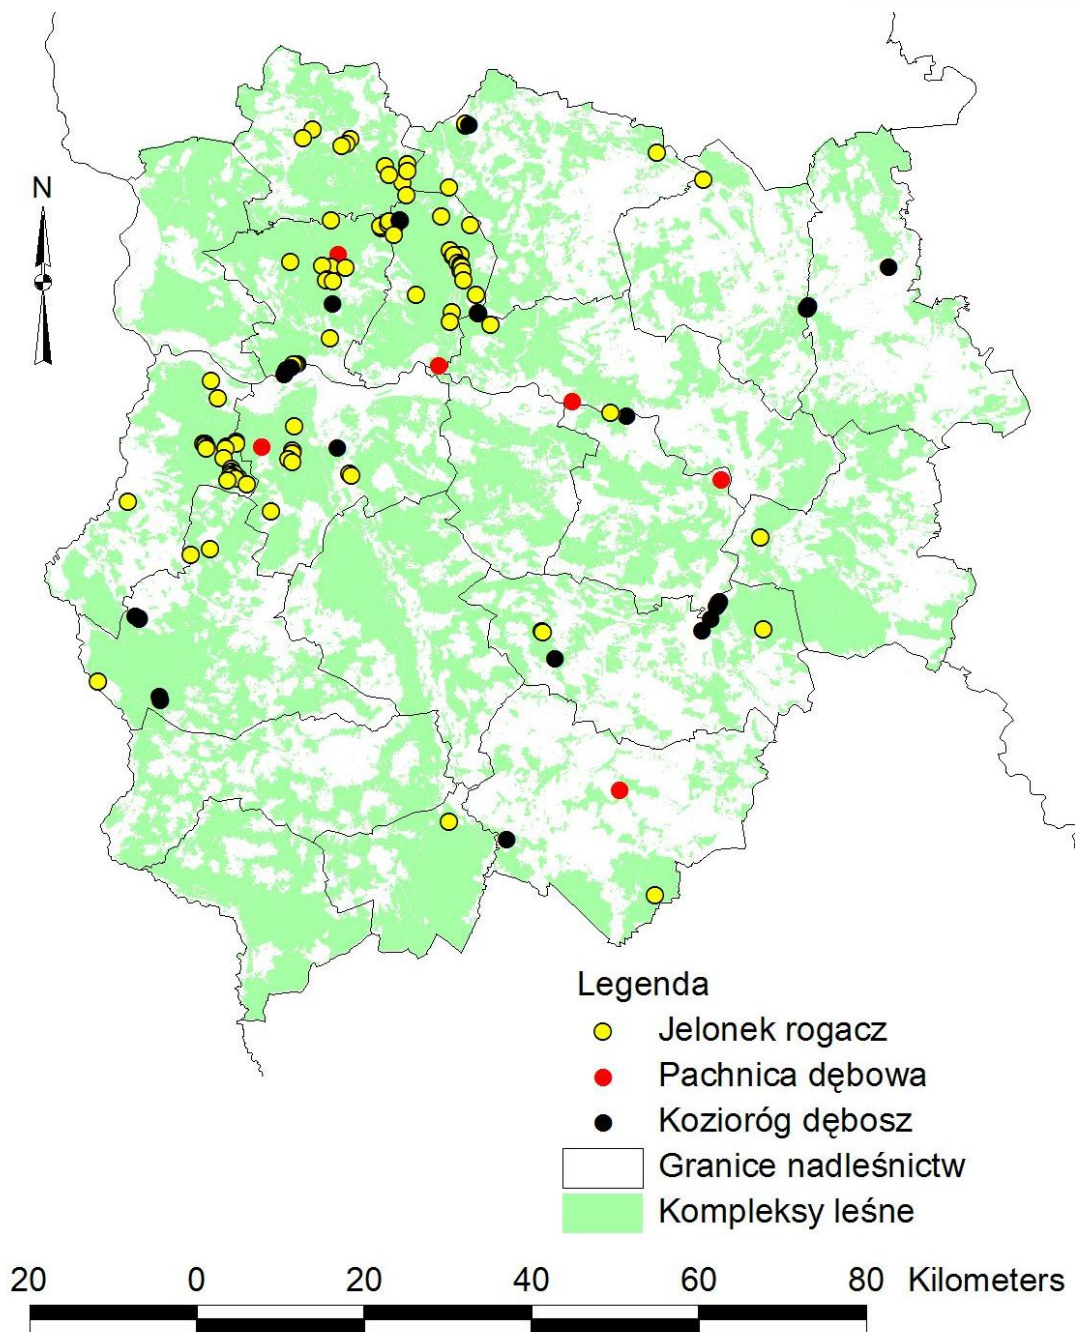 N
Legenda
Jelonek rogacz
Pachnica dębowa
Kozioróg dębosz
Granice nadleśnictw
Kompleksy leśne
20 0 20 40 60 80 Kilometers